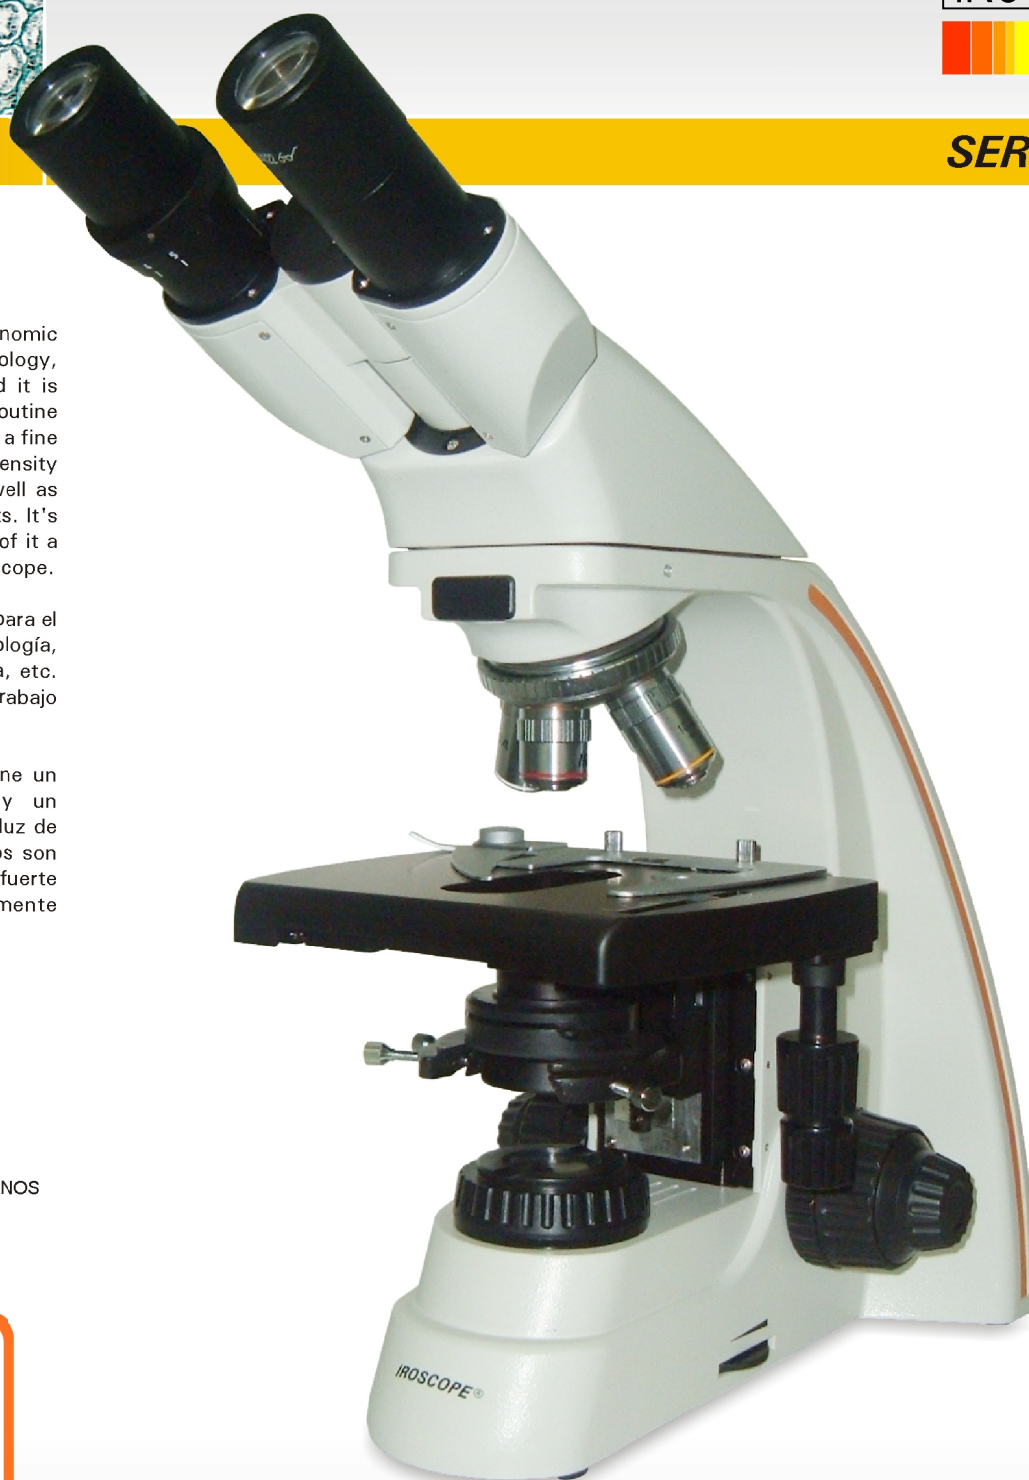 SER
nomic
ology,
d it is
outine
a fine
ensity
vell as
s. It's
of it a
cope.
para el
ología,
a, etc.
rabajo
ne un
y un
luz de
os son
fuerte
mente
NOS
IROSCOPE®